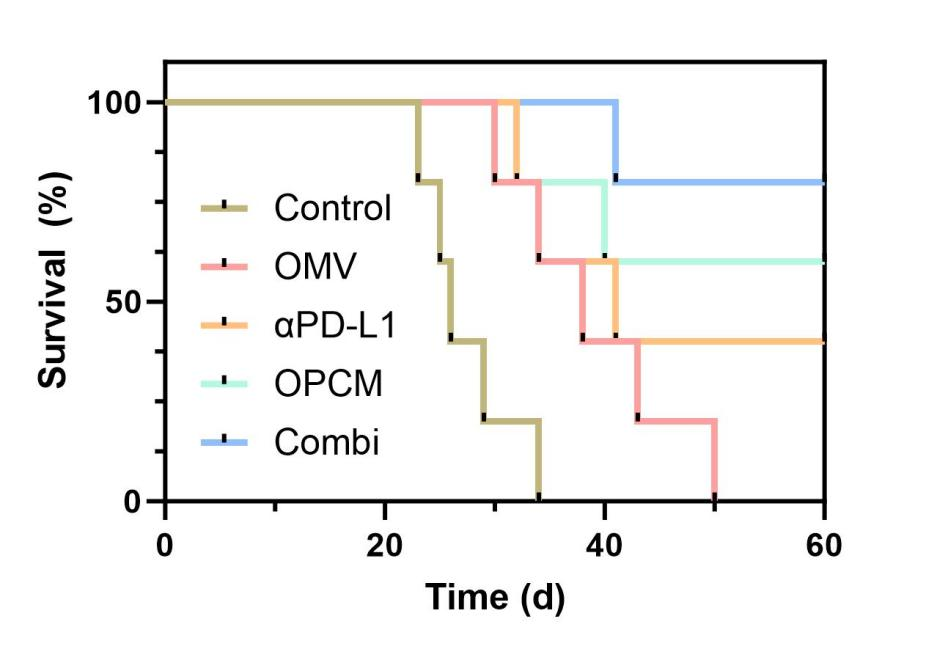 100
50
0
Survival (%)
Control
OMV
αPD-L1
OPCM
Combi
0 20 40 60
Time (d)